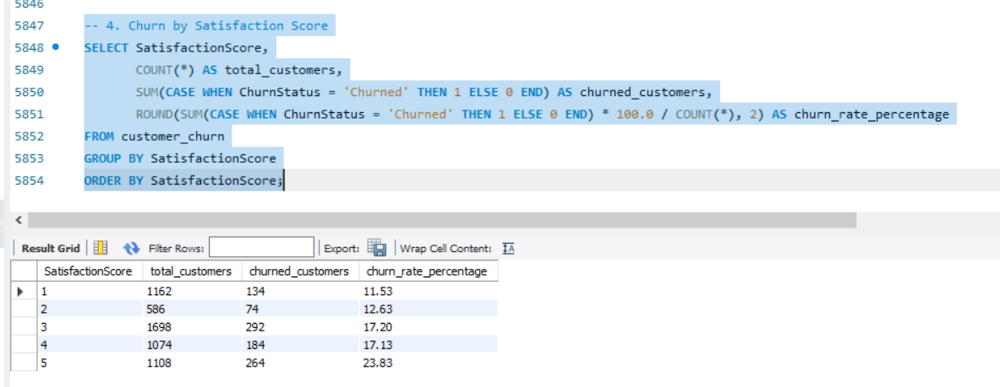 5846
5847 -- 4. Churn by Satisfaction Score
5848 SELECT SatisfactionScore,
5849 COUNT(*) AS total_customers,
5850 SUM(CASE WHEN ChurnStatus = 'Churned' THEN 1 ELSE 0 END) AS churned_customers,
5851 ROUND(SUM(CASE WHEN ChurnStatus = 'Churned' THEN 1 ELSE 0 END) * 100.0 / COUNT(*), 2) AS churn_rate_percentage
5852 FROM customer_churn
5853 GROUP BY SatisfactionScore
5854 ORDER BY SatisfactionScore;
Result Grid Filter Rows: Export: Wrap Cell Content:
SatisfactionScore total_customers churned_customers churn_rate_percentage
1 1162 134 11.53
2 586 74 12.63
3 1698 292 17.20
4 1074 184 17.13
5 1108 264 23.83